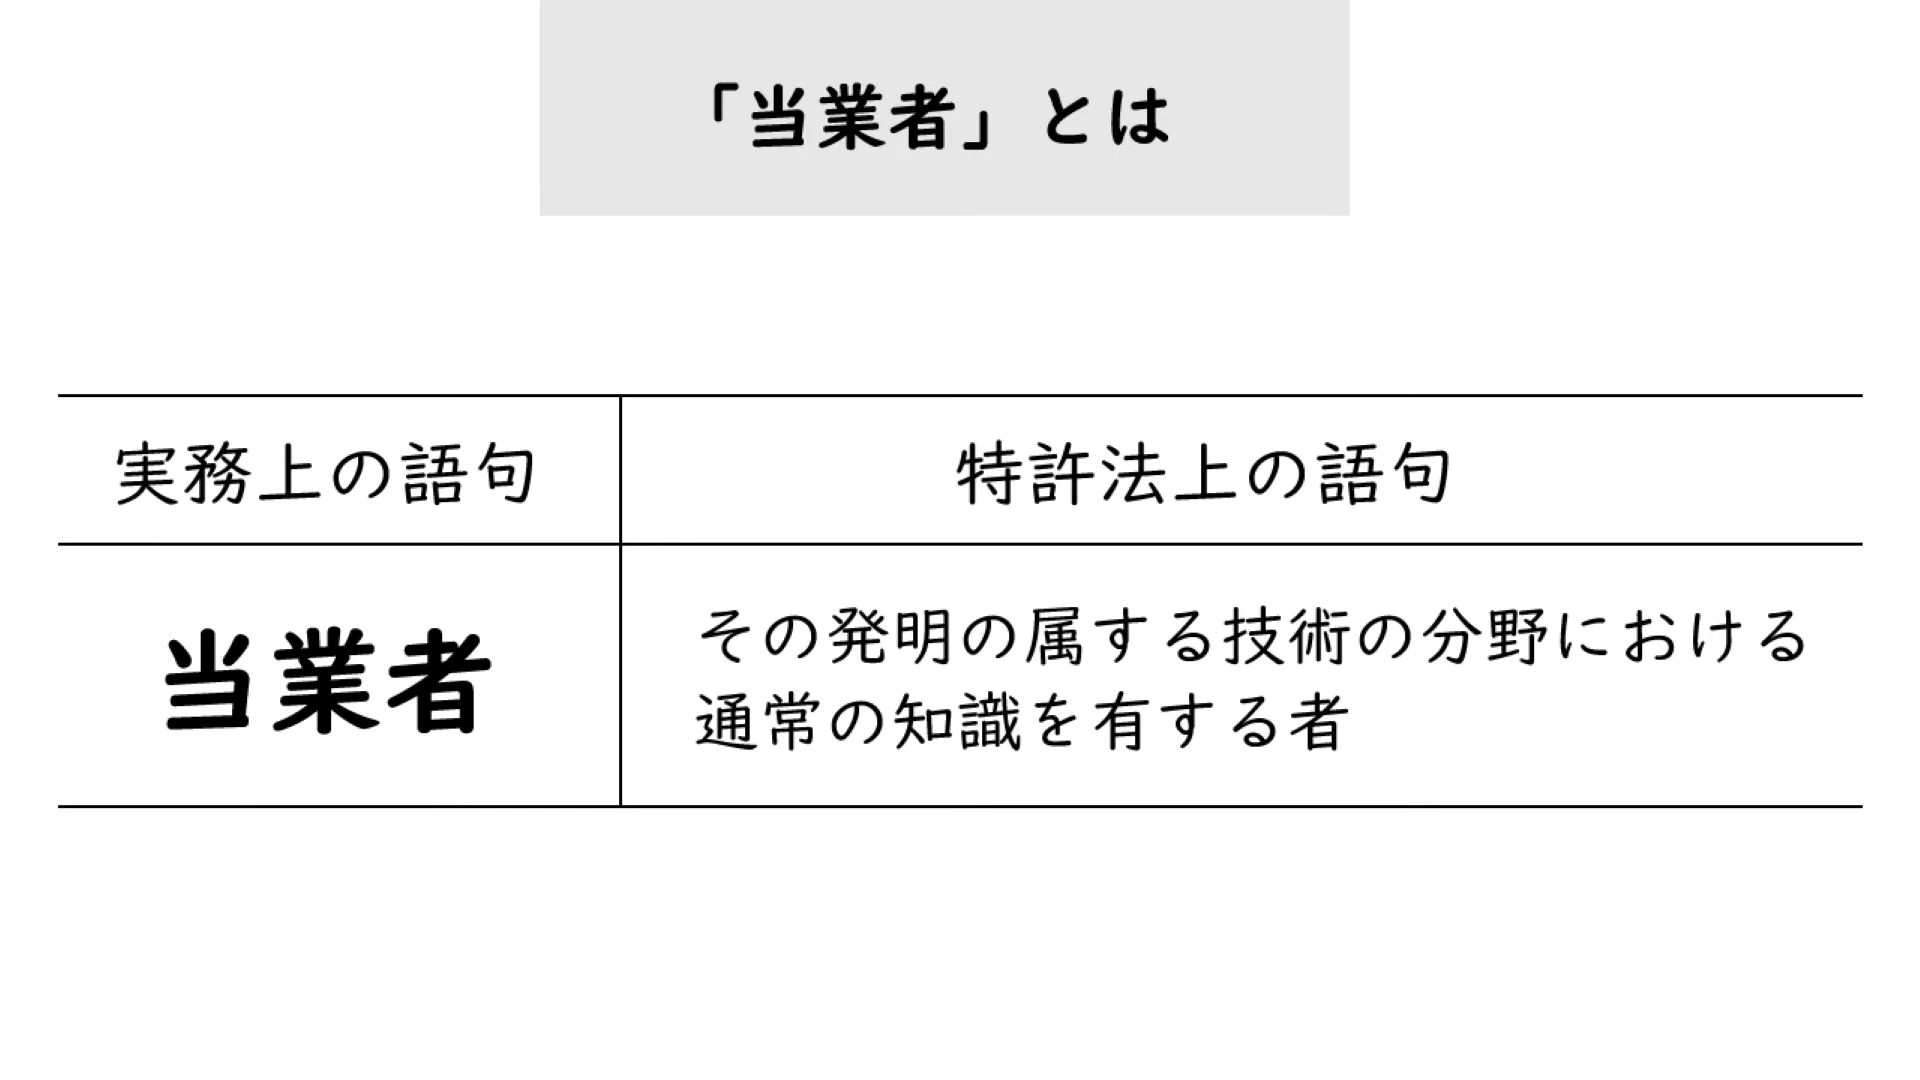 「当業者」とは
実務上の語句
特許法上の語句
当業者
その発明の属する技術の分野における
通常の知識を有する者